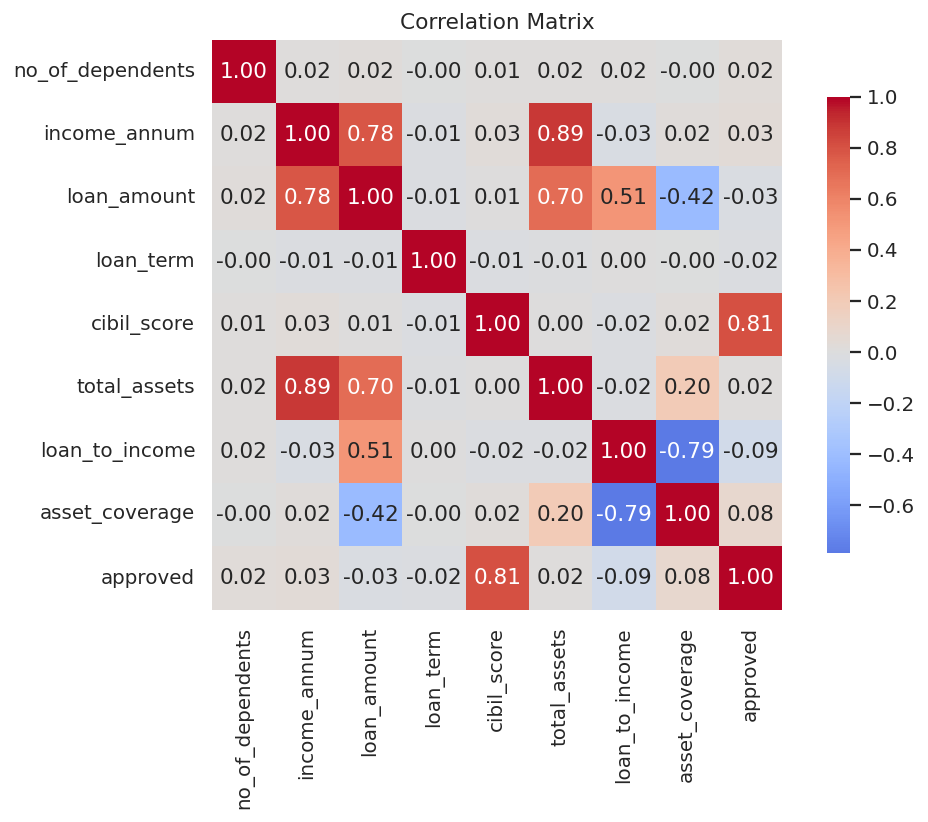 Correlation Matrix
no_of_dependents 1.00 0.02 0.02 -0.00 0.01 0.02 0.02 -0.00 0.02
income_annum 0.02 1.00 0.78 -0.01 0.03 0.89 -0.03 0.02 0.03
loan_amount 0.02 0.78 1.00 -0.01 0.01 0.70 0.51 -0.42 -0.03
loan_term -0.00 -0.01 -0.01 1.00 -0.01 -0.01 0.00 -0.00 -0.02
cibil_score 0.01 0.03 0.01 -0.01 1.00 0.00 -0.02 0.02 0.81
total_assets 0.02 0.89 0.70 -0.01 0.00 1.00 -0.02 0.20 0.02
loan_to_income 0.02 -0.03 0.51 0.00 -0.02 -0.02 1.00 -0.79 -0.09
asset_coverage -0.00 0.02 -0.42 -0.00 0.02 0.20 -0.79 1.00 0.08
approved 0.02 0.03 -0.03 -0.02 0.81 0.02 -0.09 0.08 1.00
no_of_dependents
income_annum
loan_amount
loan_term
cibil_score
total_assets
loan_to_income
asset_coverage
approved
1.0
0.8
0.6
0.4
0.2
0.0
−0.2
−0.4
−0.6